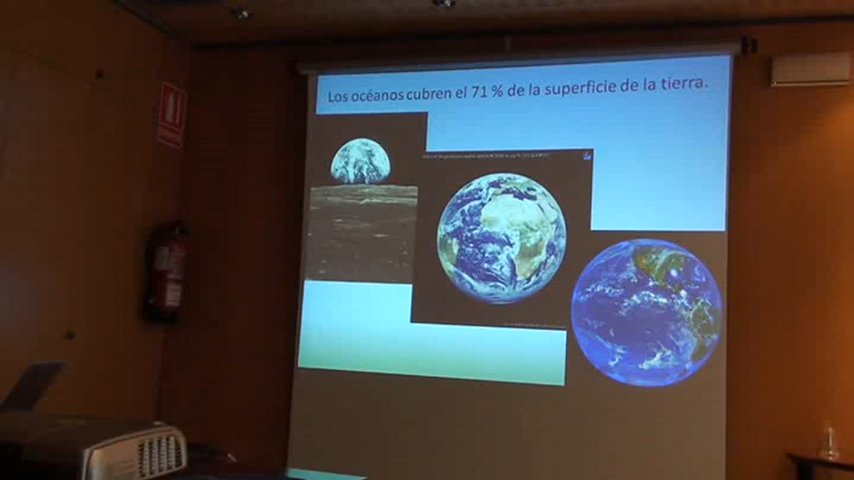 Los océanos cubren el 71 % de la superficie de la tierra.